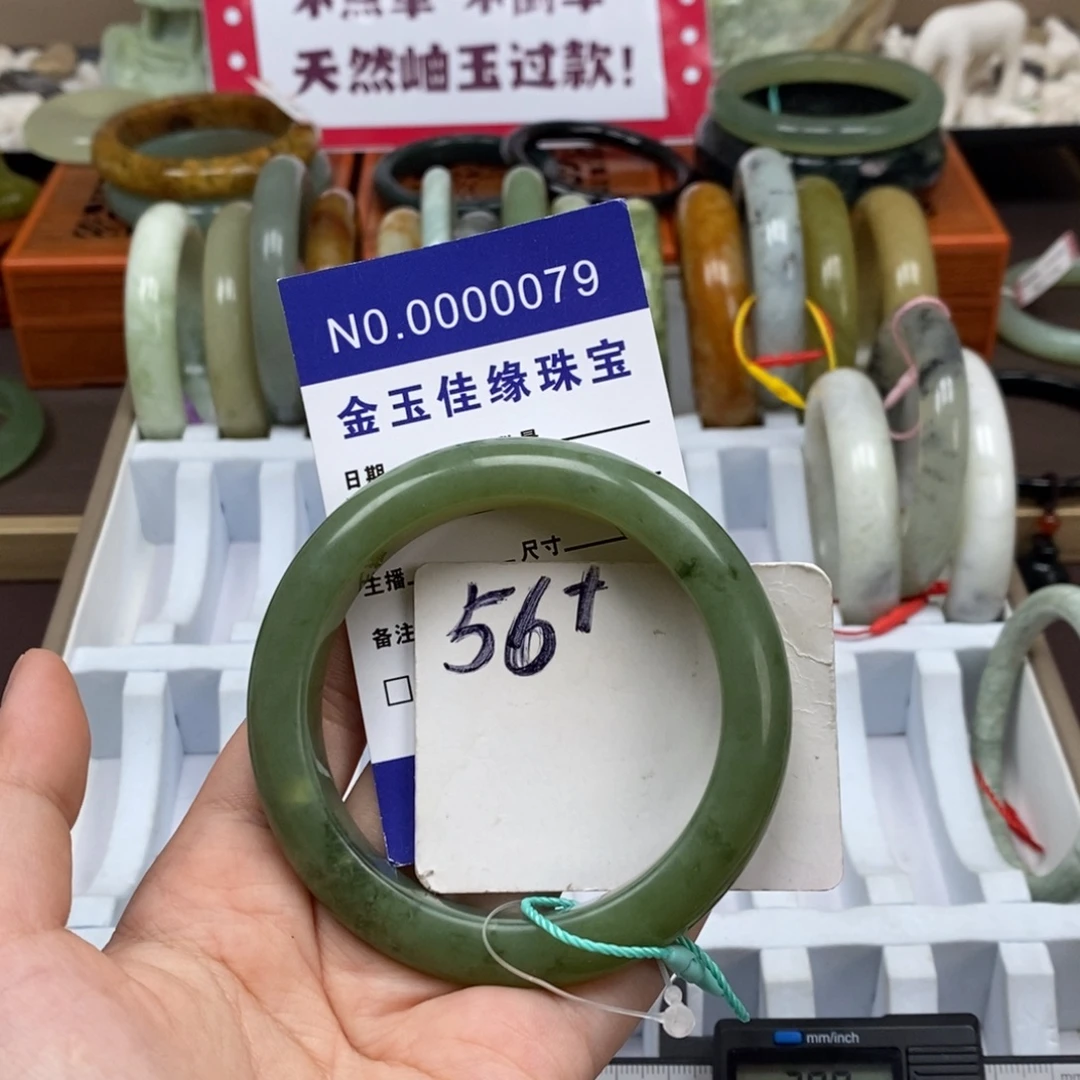 天然岫玉过款!
NO.0000079
金玉佳缘珠宝
日期
尺寸
主播
备注
56+
mm/inch